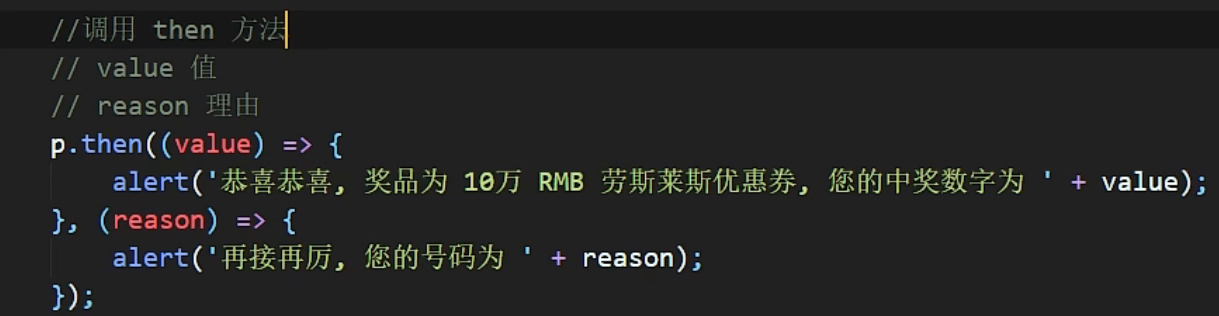 //调用 then 方法
// value 值
// reason 理由
p.then((value) => {
    alert('恭喜恭喜, 奖品为 10万 RMB 劳斯莱斯优惠券, 您的中奖数字为 ' + value);
}, (reason) => {
    alert('再接再厉, 您的号码为 ' + reason);
});